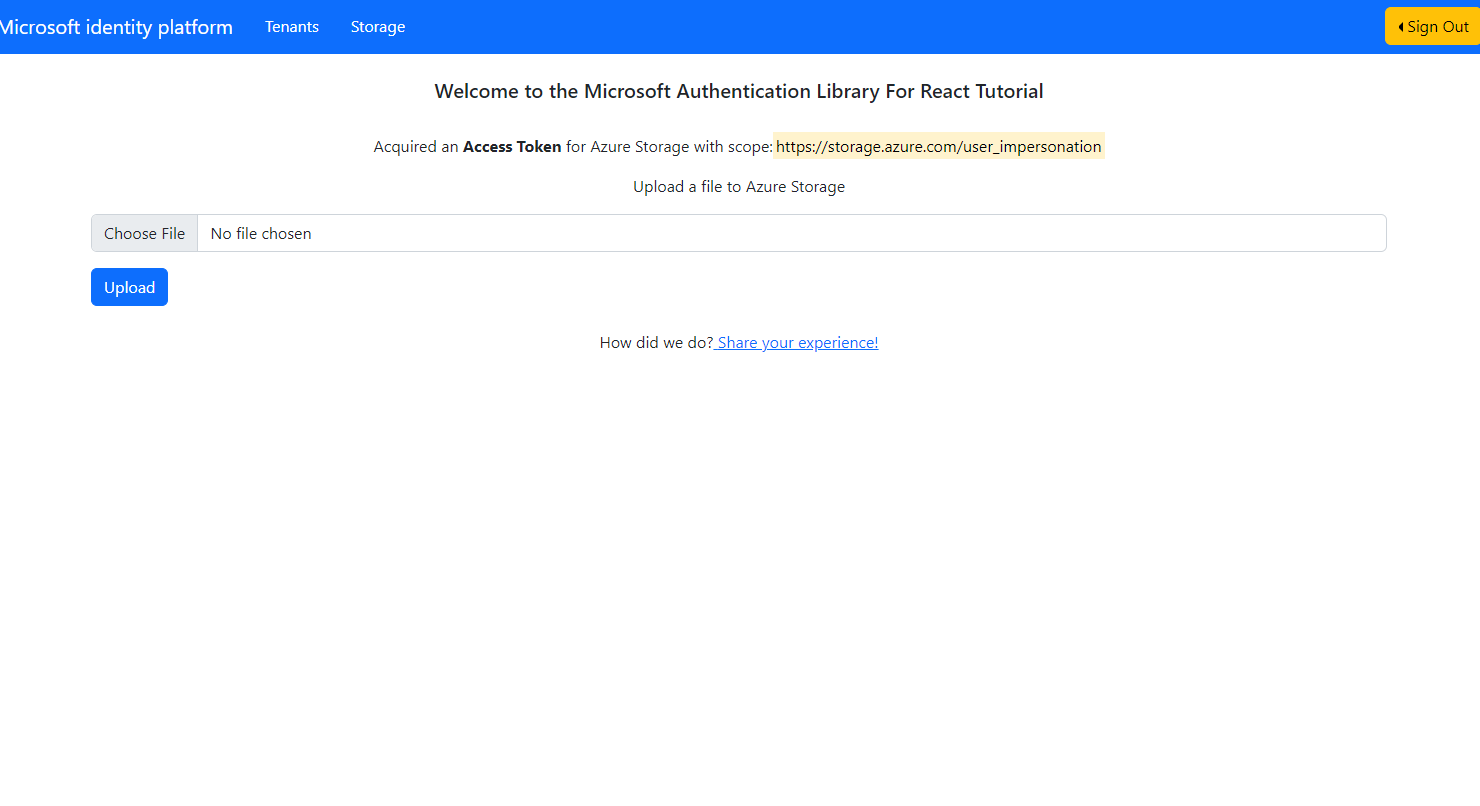 Microsoft identity platform Tenants Storage Sign Out
Welcome to the Microsoft Authentication Library For React Tutorial
Acquired an Access Token for Azure Storage with scope: https://storage.azure.com/user_impersonation
Upload a file to Azure Storage
Choose File No file chosen
Upload
How did we do? Share your experience!